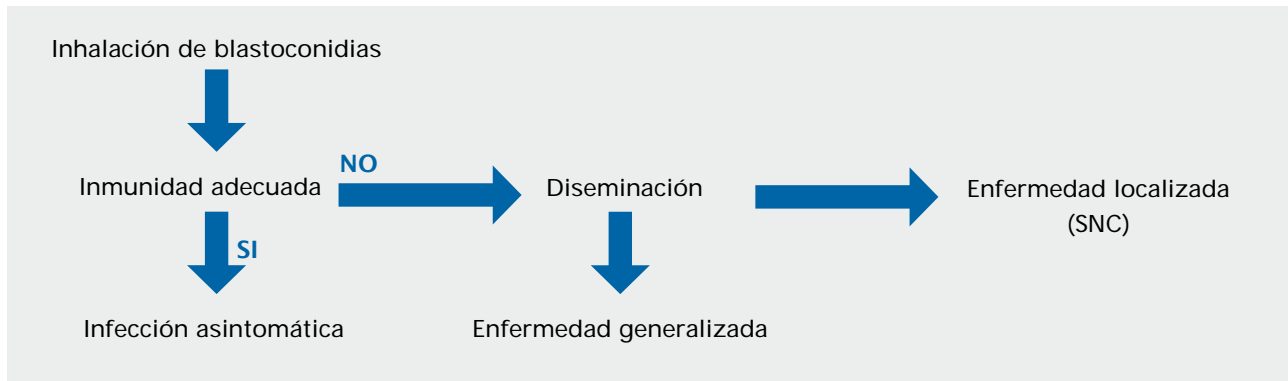 Inhalación de blastoconidias
NO
Inmunidad adecuada
Diseminación
Enfermedad localizada
(SNC)
SI
Infección asintomática
Enfermedad generalizada